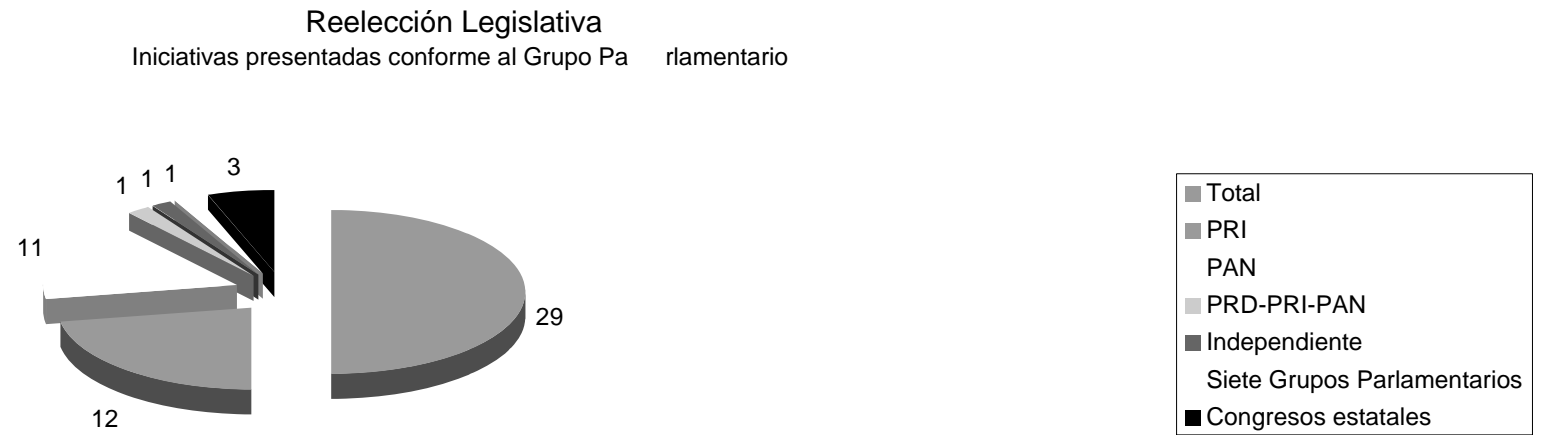 Reelección Legislativa
Iniciativas presentadas conforme al Grupo Pa rlamentario
1 1 1 3
11
29
12
Total
PRI
PAN
PRD-PRI-PAN
Independiente
Siete Grupos Parlamentarios
Congresos estatales